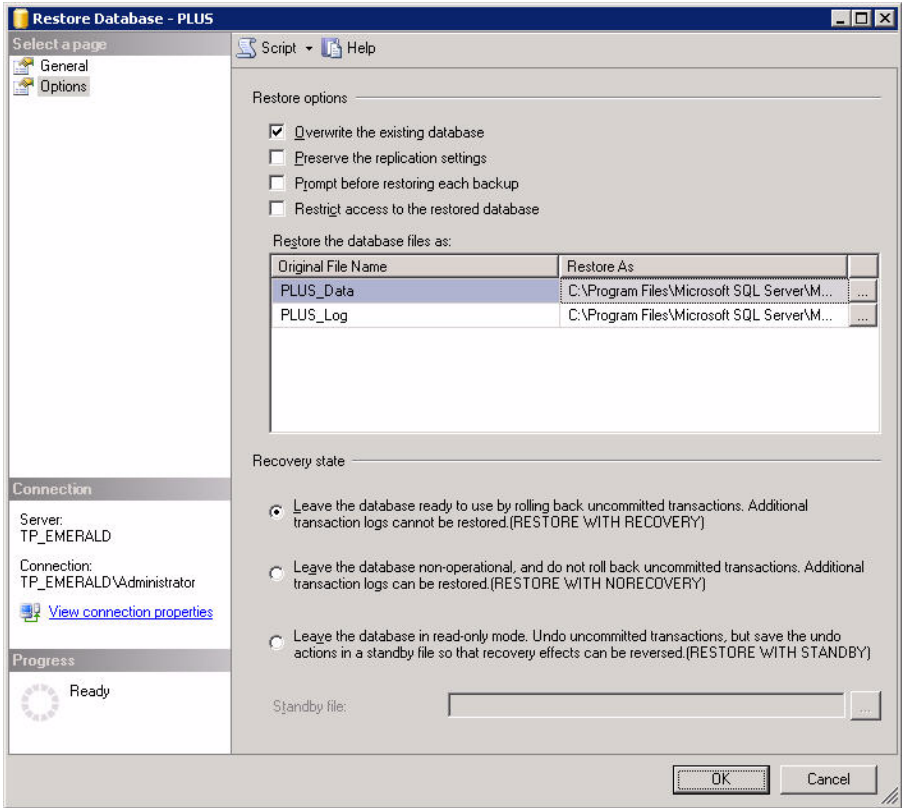 Restore Database - PLUS
Select a page
General
Options
Script
Help
Restore options
Overwrite the existing database
Preserve the replication settings
Prompt before restoring each backup
Restrict access to the restored database
Restore the database files as:
Original File Name
Restore As
PLUS_Data
C:\Program Files\Microsoft SQL Server\M...
...
PLUS_Log
C:\Program Files\Microsoft SQL Server\M...
...
Recovery state
Leave the database ready to use by rolling back uncommitted transactions. Additional
transaction logs cannot be restored.(RESTORE WITH RECOVERY)
Leave the database non-operational, and do not roll back uncommitted transactions. Additional
transaction logs can be restored.(RESTORE WITH NORECOVERY)
Leave the database in read-only mode. Undo uncommitted transactions, but save the undo
actions in a standby file so that recovery effects can be reversed.(RESTORE WITH STANDBY)
Standby file:
...
Connection
Server:
TP_EMERALD
Connection:
TP_EMERALD\Administrator
View connection properties
Progress
Ready
OK
Cancel